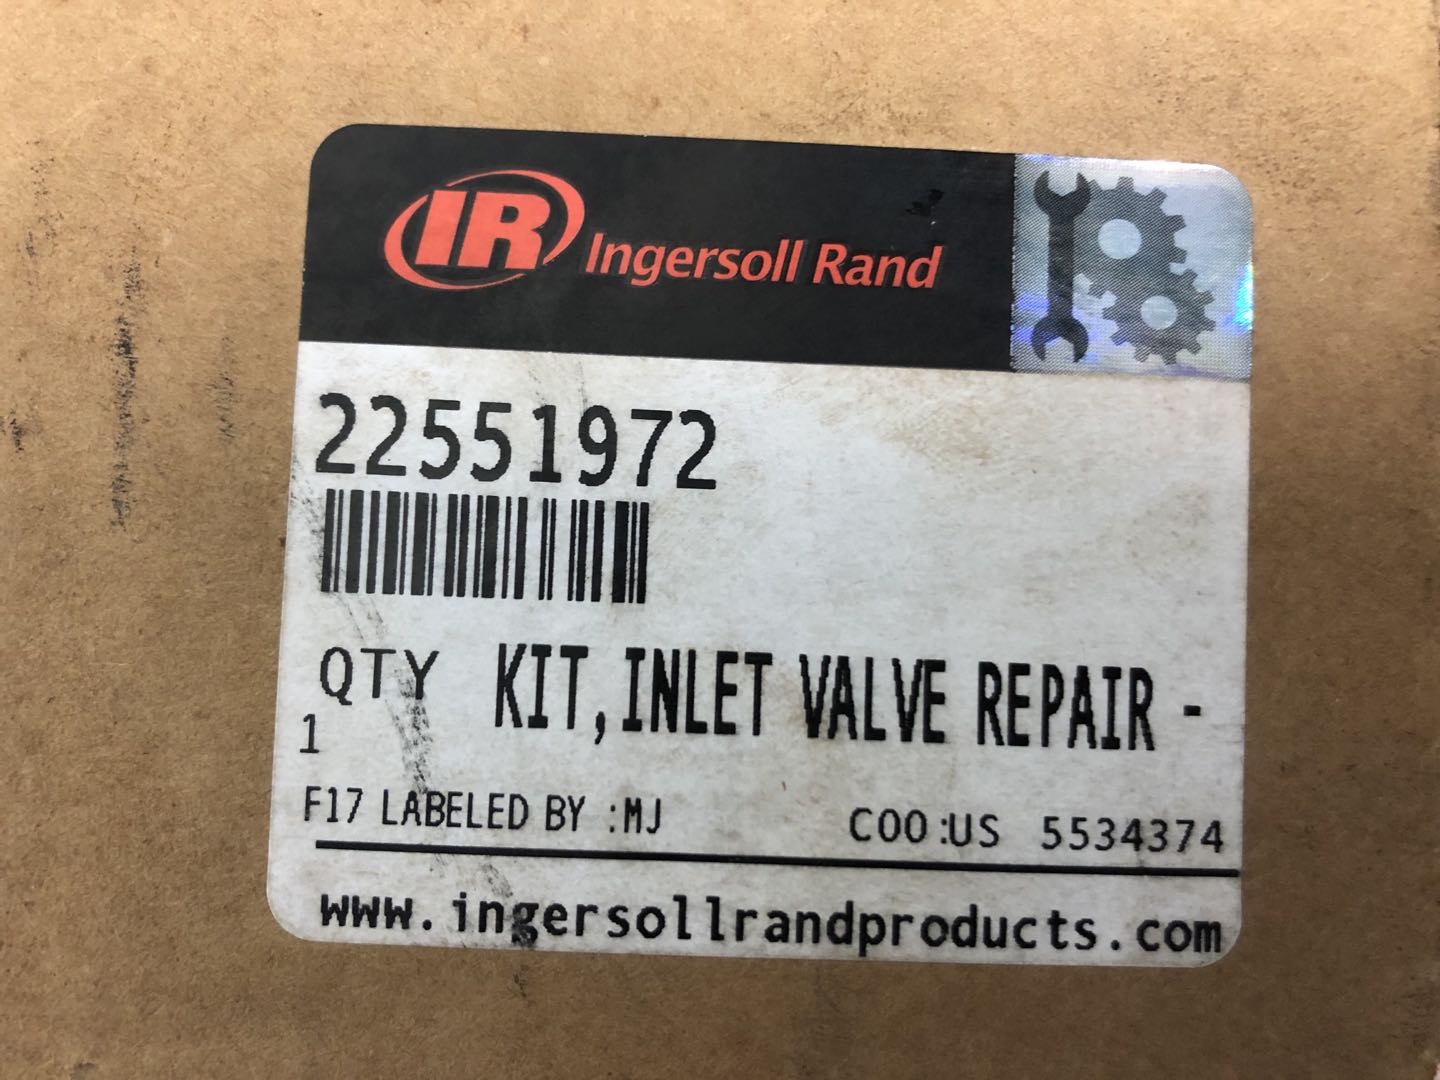 IR Ingersoll Rand
22551972
QTY KIT,INLET VALVE REPAIR -
1
F17 LABELED BY :MJ COO:US 5534374
www.ingersollrandproducts.com